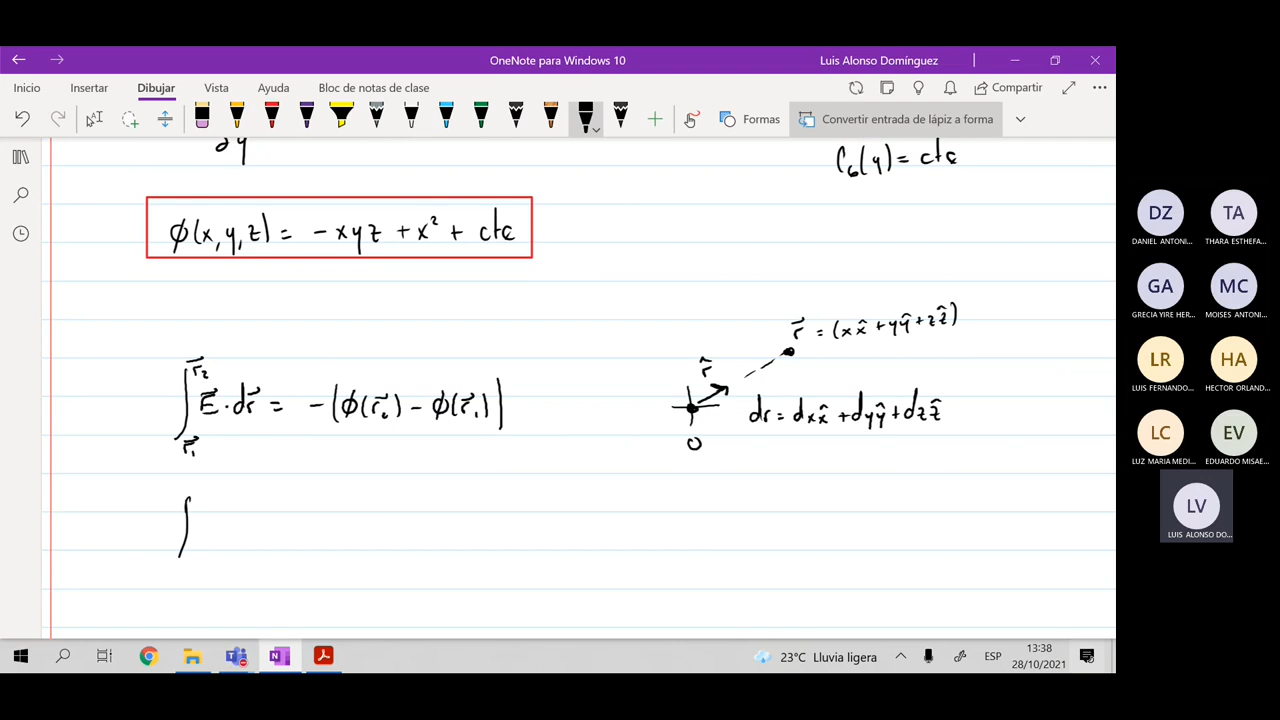 OneNote para Windows 10
Luis Alonso Domínguez
Inicio Insertar Dibujar Vista Ayuda Bloc de notas de clase Compartir
Formas Convertir entrada de lápiz a forma
∂y
C₆(y) = cte
ϕ(x,y,z) = -xyz + x² + cte
r⃗ = (xx̂ + yŷ + zẑ)
r̂
∫ r⃗₁ r⃗₂ E⃗·dr⃗ = -(ϕ(r⃗₂) - ϕ(r⃗₁))
dr = dxx̂ + dyŷ + dzẑ
0
∫
DZ TA
DANIEL ANTONI... THARA ESTHEFA...
GA MC
GRECIA YIRE HER... MOISES ANTONI...
LR HA
LUIS FERNANDO... HECTOR ORLAND...
LC EV
LUZ MARIA MEDI... EDUARDO MISAE...
LV
LUIS ALONSO DO...
23°C Lluvia ligera ESP 13:38
28/10/2021